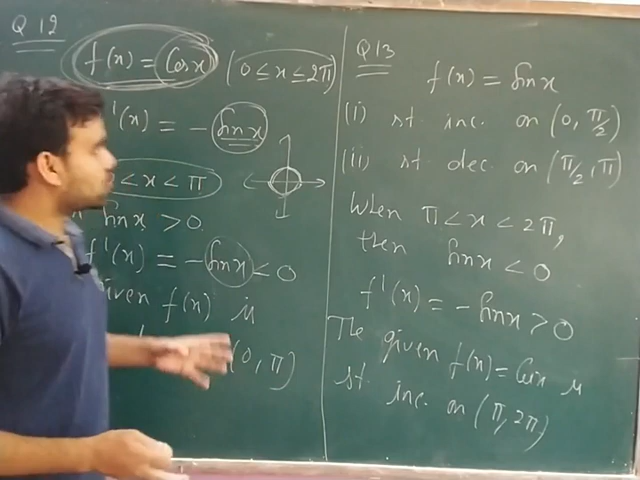 Q 12
f(x) = Cos x (0 ≤ x ≤ 2π)
'(x) = - sin x
< x < π
sin x > 0
f'(x) = - sin x < 0
given f(x) is
(0, π)
Q 13
f(x) = sin x
(i) st. inc. on (0, π/2)
(ii) st. dec. on (π/2, π)
When π < x < 2π,
then sin x < 0
f'(x) = - sin x > 0
The given f(x) = Cos x is
st. inc. on (π, 2π)